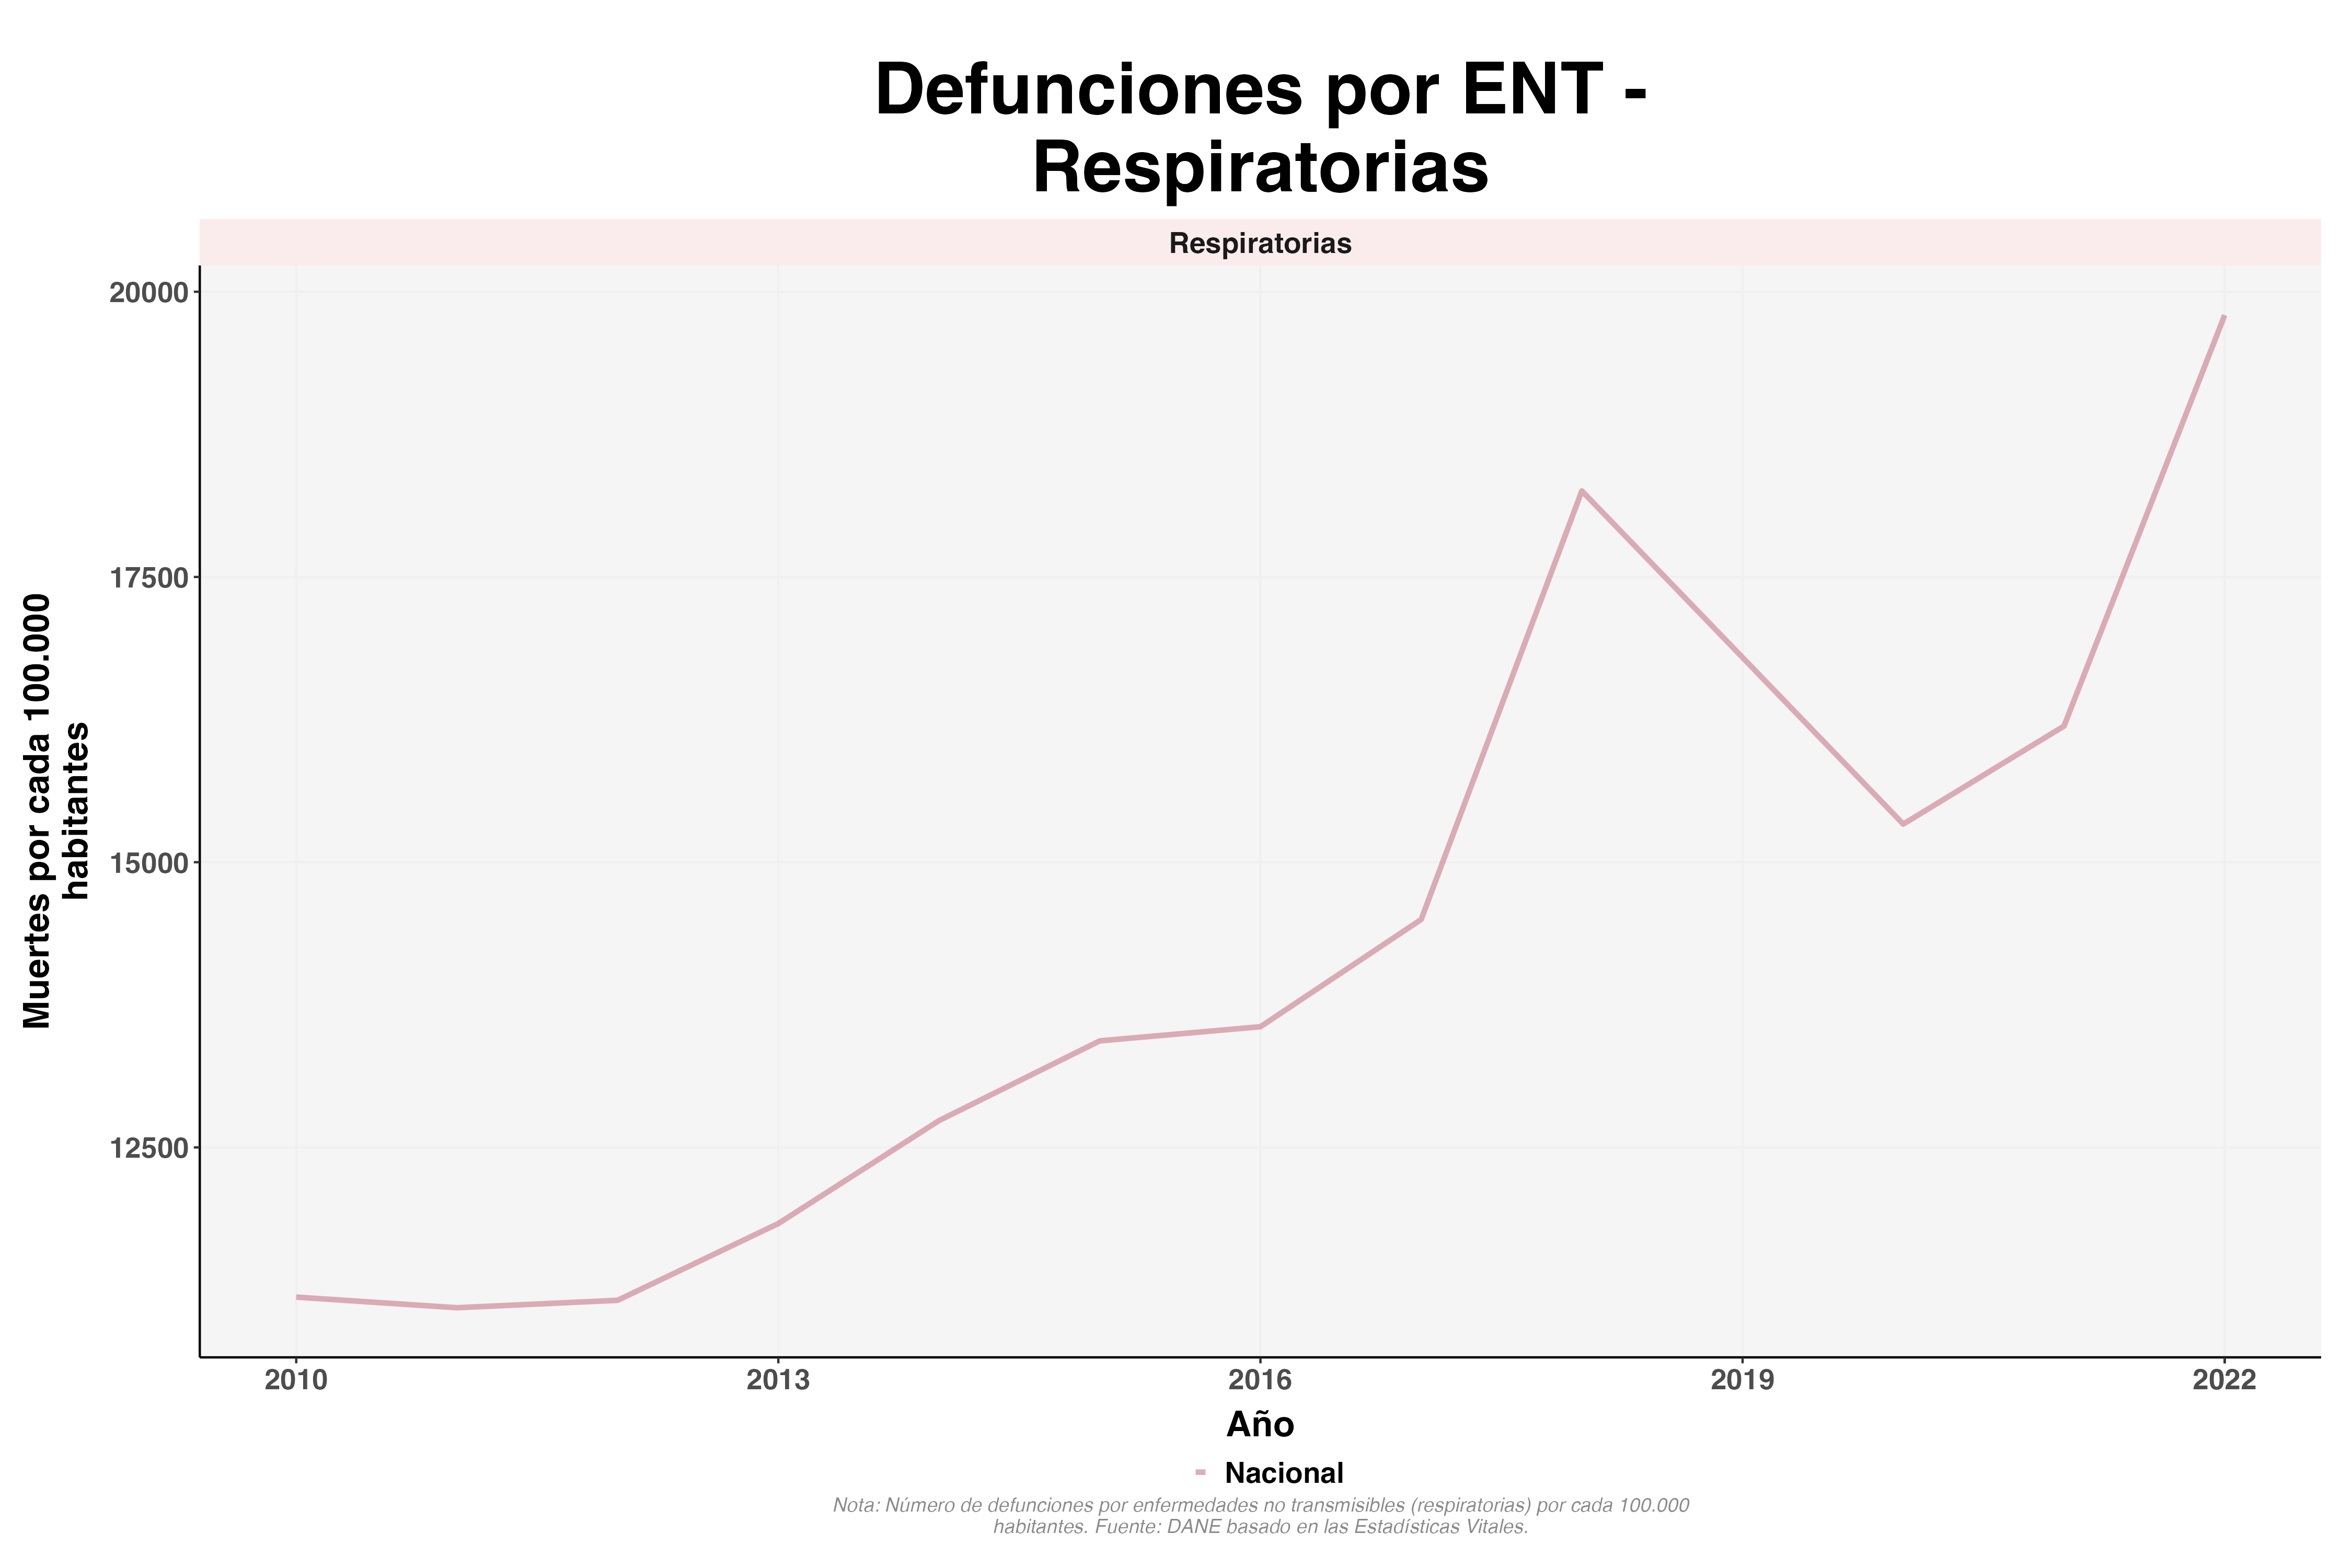 Defunciones por ENT -
Respiratorias
Respiratorias
20000
17500
15000
12500
Muertes por cada 100.000
habitantes
2010
2013
2016
2019
2022
Año
Nacional
Nota: Número de defunciones por enfermedades no transmisibles (respiratorias) por cada 100.000
habitantes. Fuente: DANE basado en las Estadísticas Vitales.